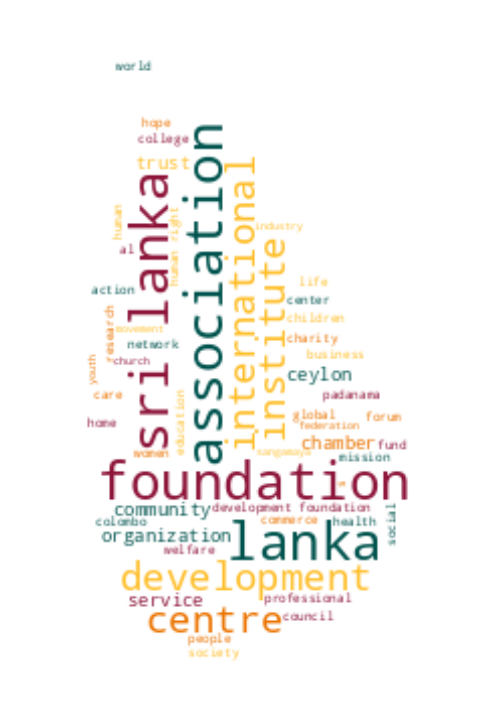 world
hope
college
trust
association
international
sri lanka
human
human right
industry
al
institute
action
life
center
research
children
movement
network
charity
church
business
youth
ceylon
care
education
padanama
home
global
forum
federation
women
chamber
fund
sangamaya
mission
foundation
community
development foundation
social
colombo
commerce
health
organization
lanka
welfare
development
service
professional
centre
council
people
society